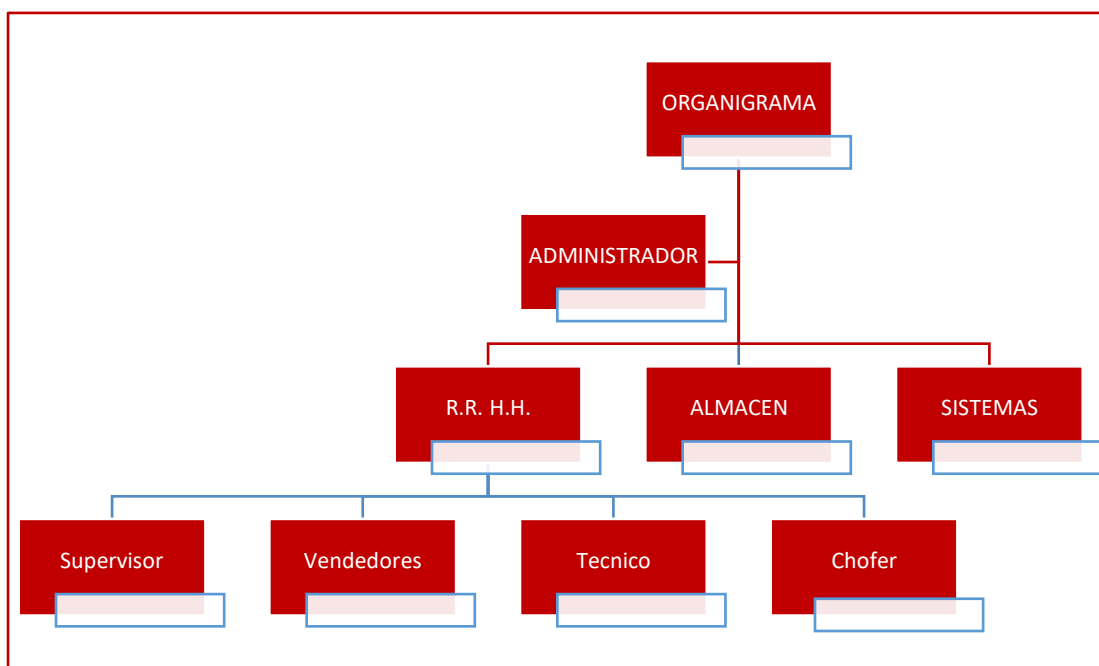 ORGANIGRAMA
ADMINISTRADOR
R.R. H.H.
ALMACEN
SISTEMAS
Supervisor
Vendedores
Tecnico
Chofer